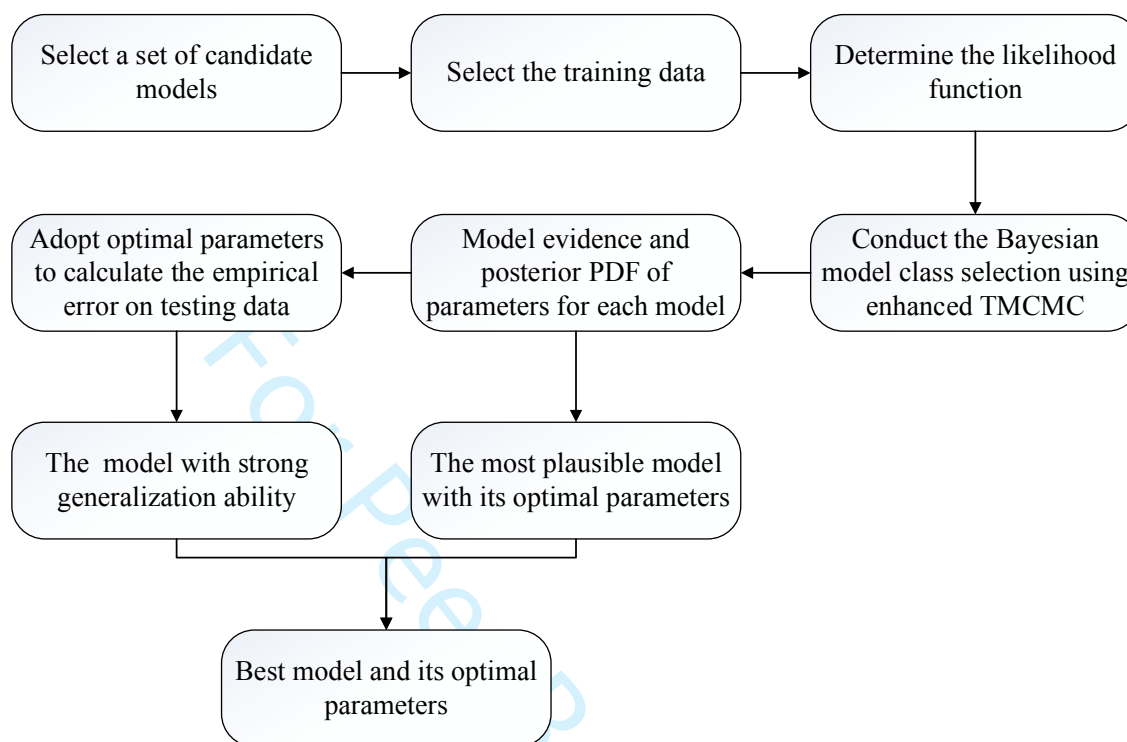 Select a set of candidate
models
Select the training data
Determine the likelihood
function
Adopt optimal parameters
to calculate the empirical
error on testing data
Model evidence and
posterior PDF of
parameters for each model
Conduct the Bayesian
model class selection using
enhanced TMCMC
The model with strong
generalization ability
The most plausible model
with its optimal parameters
Best model and its optimal
parameters
For Pee